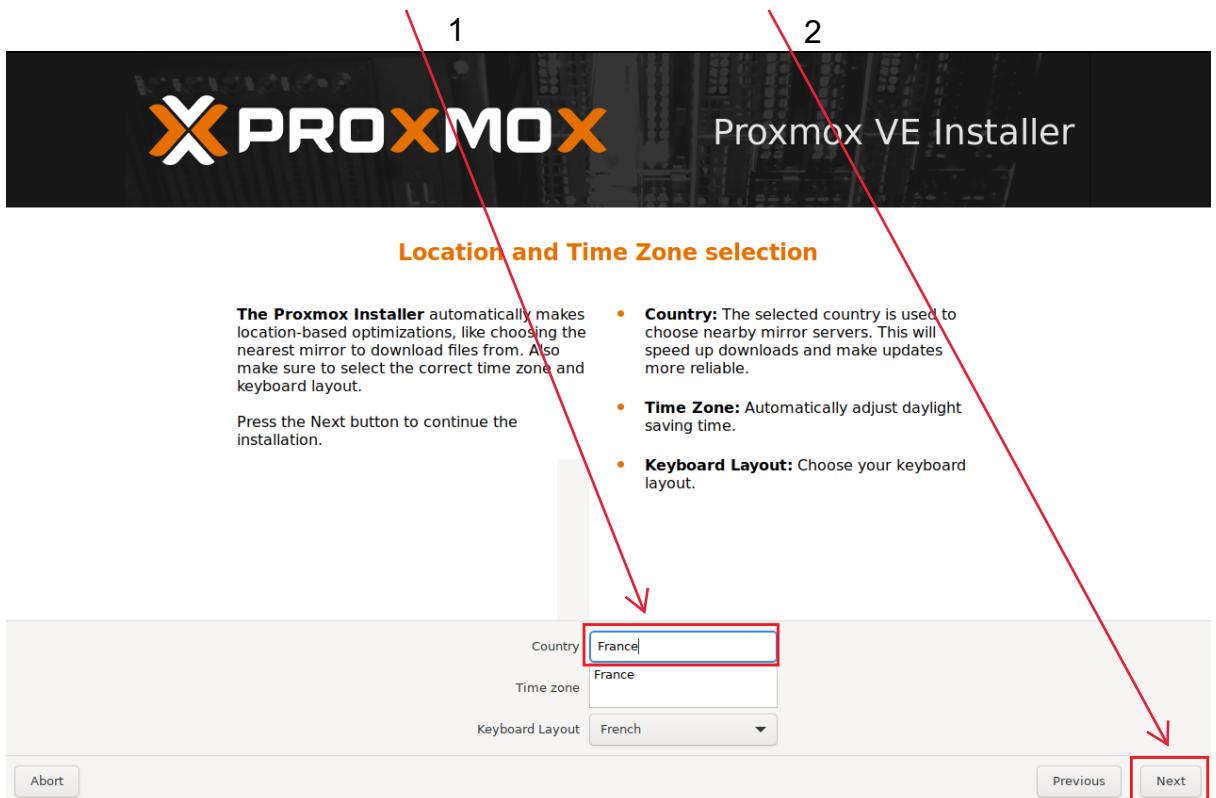 1
2
PROXMOX
Proxmox VE Installer
Location and Time Zone selection
The Proxmox Installer automatically makes
location-based optimizations, like choosing the
nearest mirror to download files from. Also
make sure to select the correct time zone and
keyboard layout.
Press the Next button to continue the
installation.
• Country: The selected country is used to
choose nearby mirror servers. This will
speed up downloads and make updates
more reliable.
• Time Zone: Automatically adjust daylight
saving time.
• Keyboard Layout: Choose your keyboard
layout.
Country France
France
Time zone
Keyboard Layout French
Abort Previous Next